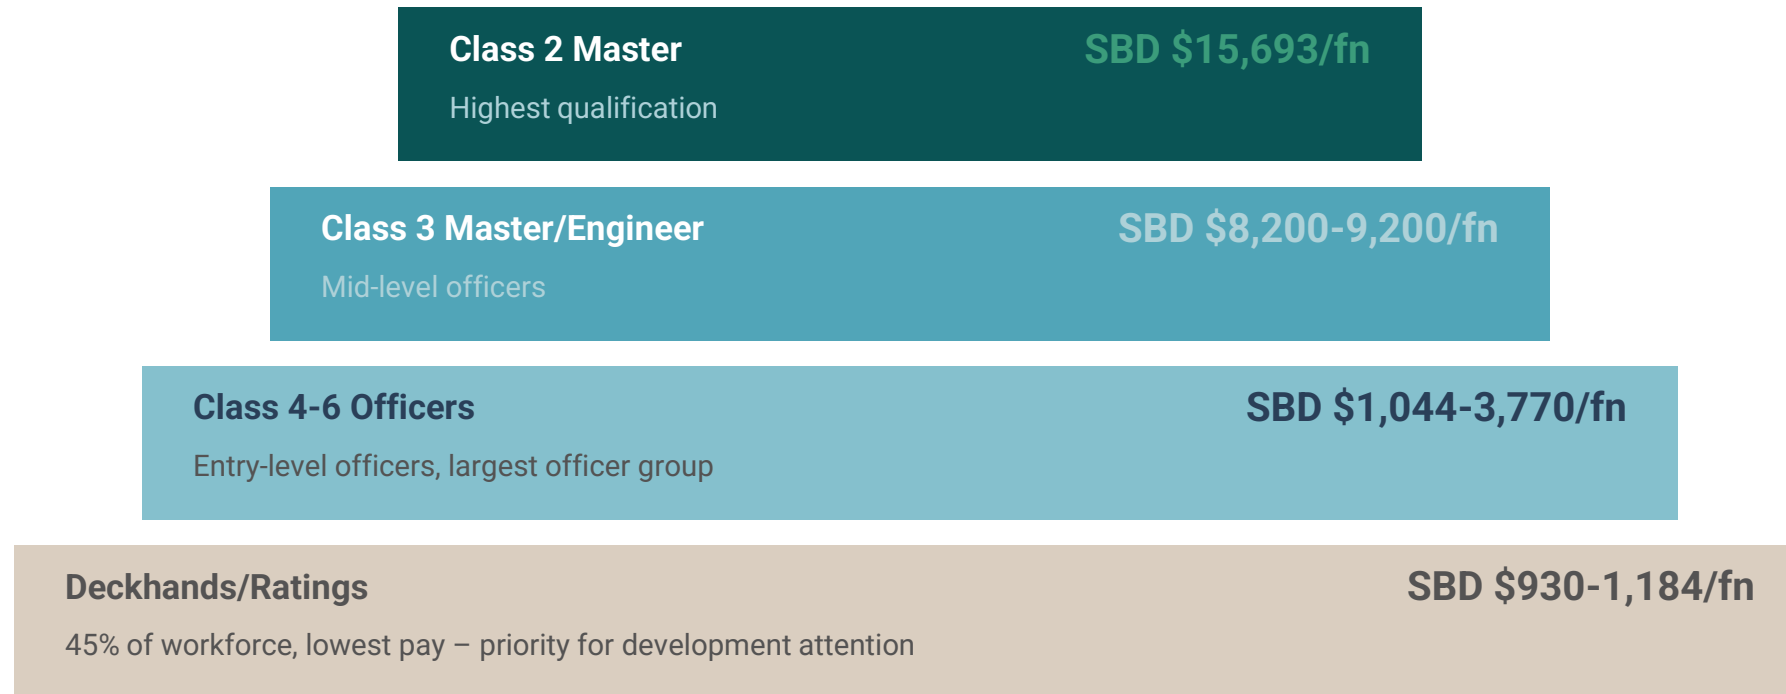 Class 2 Master
SBD $15,693/fn
Highest qualification
Class 3 Master/Engineer
SBD $8,200-9,200/fn
Mid-level officers
Class 4-6 Officers
SBD $1,044-3,770/fn
Entry-level officers, largest officer group
Deckhands/Ratings
SBD $930-1,184/fn
45% of workforce, lowest pay – priority for development attention